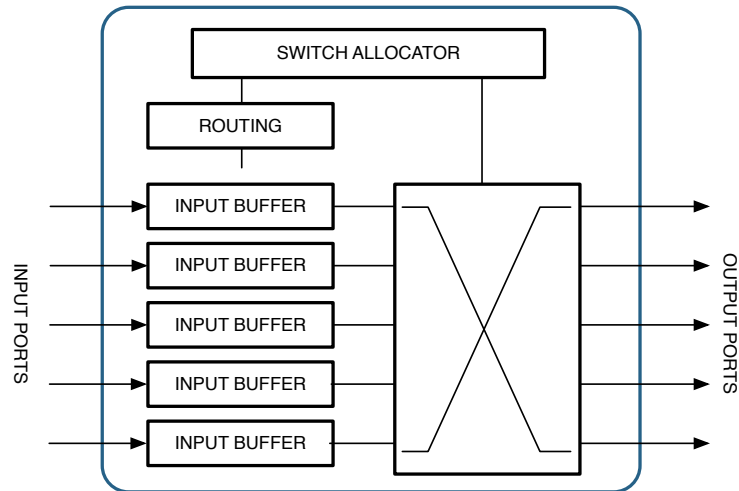 SWITCH ALLOCATOR
ROUTING
INPUT BUFFER
INPUT BUFFER
INPUT BUFFER
INPUT BUFFER
INPUT BUFFER
INPUT PORTS
OUTPUT PORTS